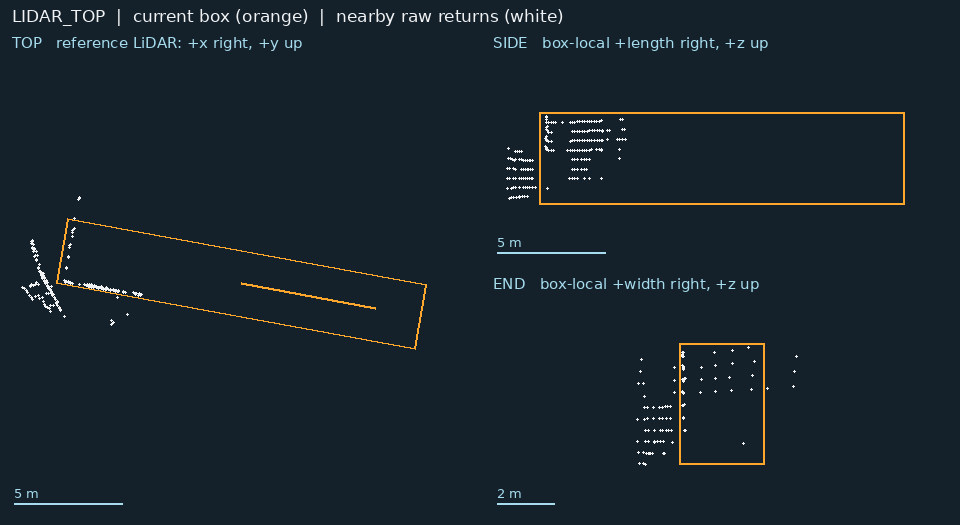 LIDAR_TOP | current box (orange) | nearby raw returns (white)
TOP reference LiDAR: +x right, +y up
SIDE box-local +length right, +z up
5 m
END box-local +width right, +z up
5 m
2 m